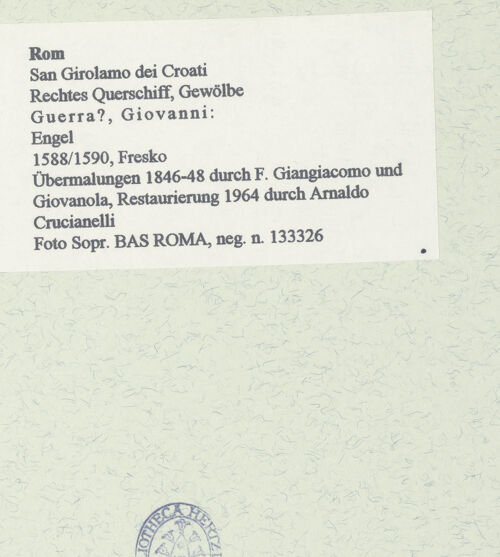 Rom
San Girolamo dei Croati
Rechtes Querschiff, Gewölbe
Guerra?, Giovanni:
Engel
1588/1590, Fresko
Übermalungen 1846-48 durch F. Giangiacomo und
Giovanola, Restaurierung 1964 durch Arnaldo
Crucianelli
Foto Sopr. BAS ROMA, neg. n. 133326